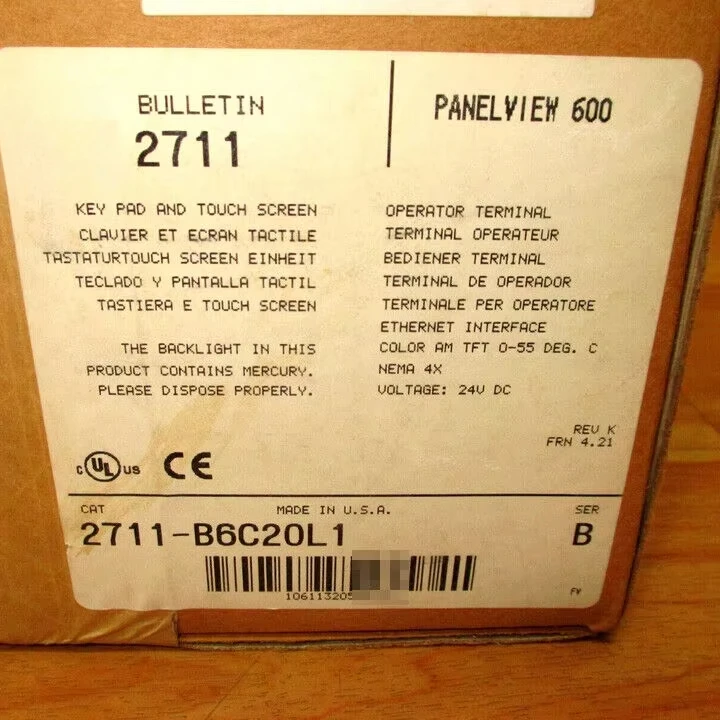 BULLETIN
2711
PANELVIEW 600
KEY PAD AND TOUCH SCREEN
CLAVIER ET ECRAN TACTILE
TASTATURTOUCH SCREEN EINHEIT
TECLADO Y PANTALLA TACTIL
TASTIERA E TOUCH SCREEN
THE BACKLIGHT IN THIS
PRODUCT CONTAINS MERCURY.
PLEASE DISPOSE PROPERLY.
OPERATOR TERMINAL
TERMINAL OPERATEUR
BEDIENER TERMINAL
TERMINAL DE OPERADOR
TERMINALE PER OPERATORE
ETHERNET INTERFACE
COLOR AM TFT 0-55 DEG. C
NEMA 4X
VOLTAGE: 24V DC
REV K
FRN 4.21
C UL US CE
CAT MADE IN U.S.A. SER
2711-B6C20L1 B
FW